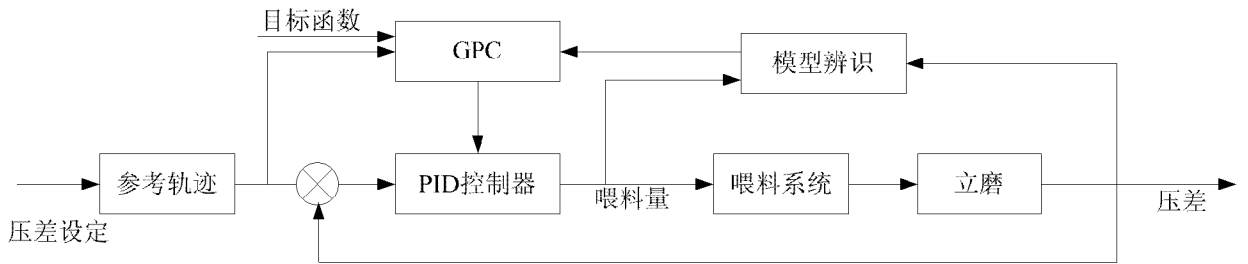 目标函数
GPC
模型辨识
参考轨迹
PID控制器
喂料系统
立磨
喂料量
压差
压差设定